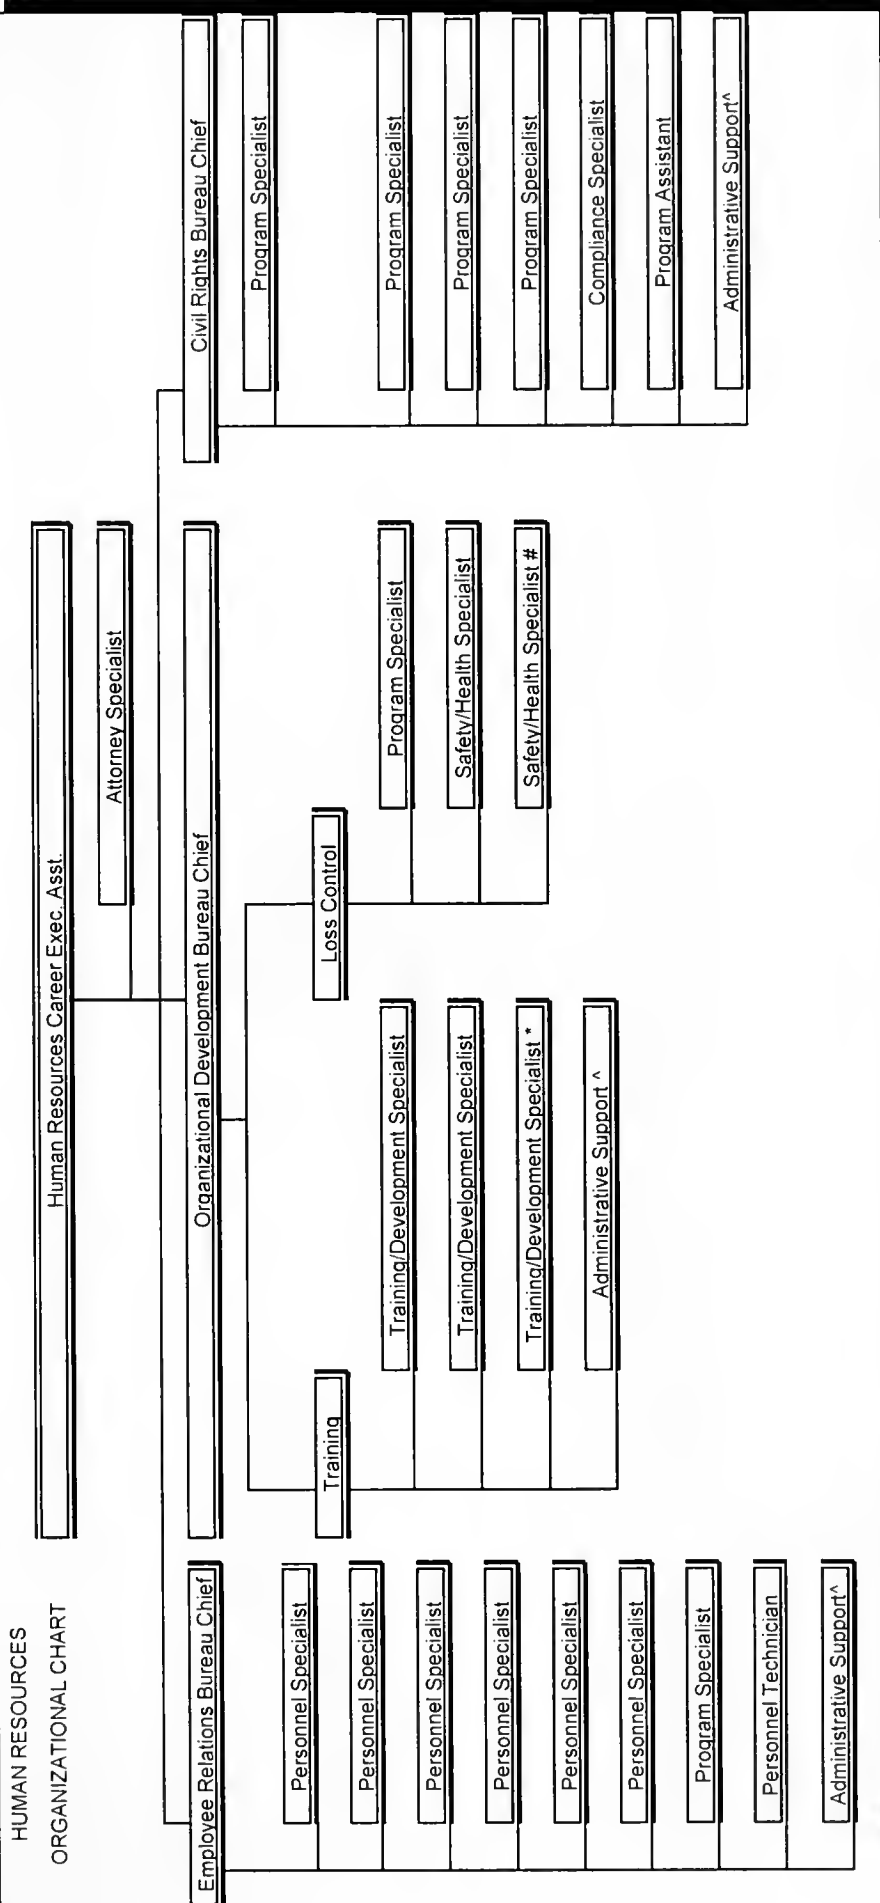 HUMAN RESOURCES
ORGANIZATIONAL CHART
Human Resources Career Exec. Asst.
Attorney Specialist
Employee Relations Bureau Chief
Personnel Specialist
Personnel Specialist
Personnel Specialist
Personnel Specialist
Personnel Specialist
Personnel Specialist
Program Specialist
Personnel Technician
Administrative Support^
Organizational Development Bureau Chief
Training
Training/Development Specialist
Training/Development Specialist
Training/Development Specialist *
Administrative Support ^
Loss Control
Program Specialist
Safety/Health Specialist
Safety/Health Specialist #
Civil Rights Bureau Chief
Program Specialist
Program Specialist
Program Specialist
Program Specialist
Compliance Specialist
Program Assistant
Administrative Support^